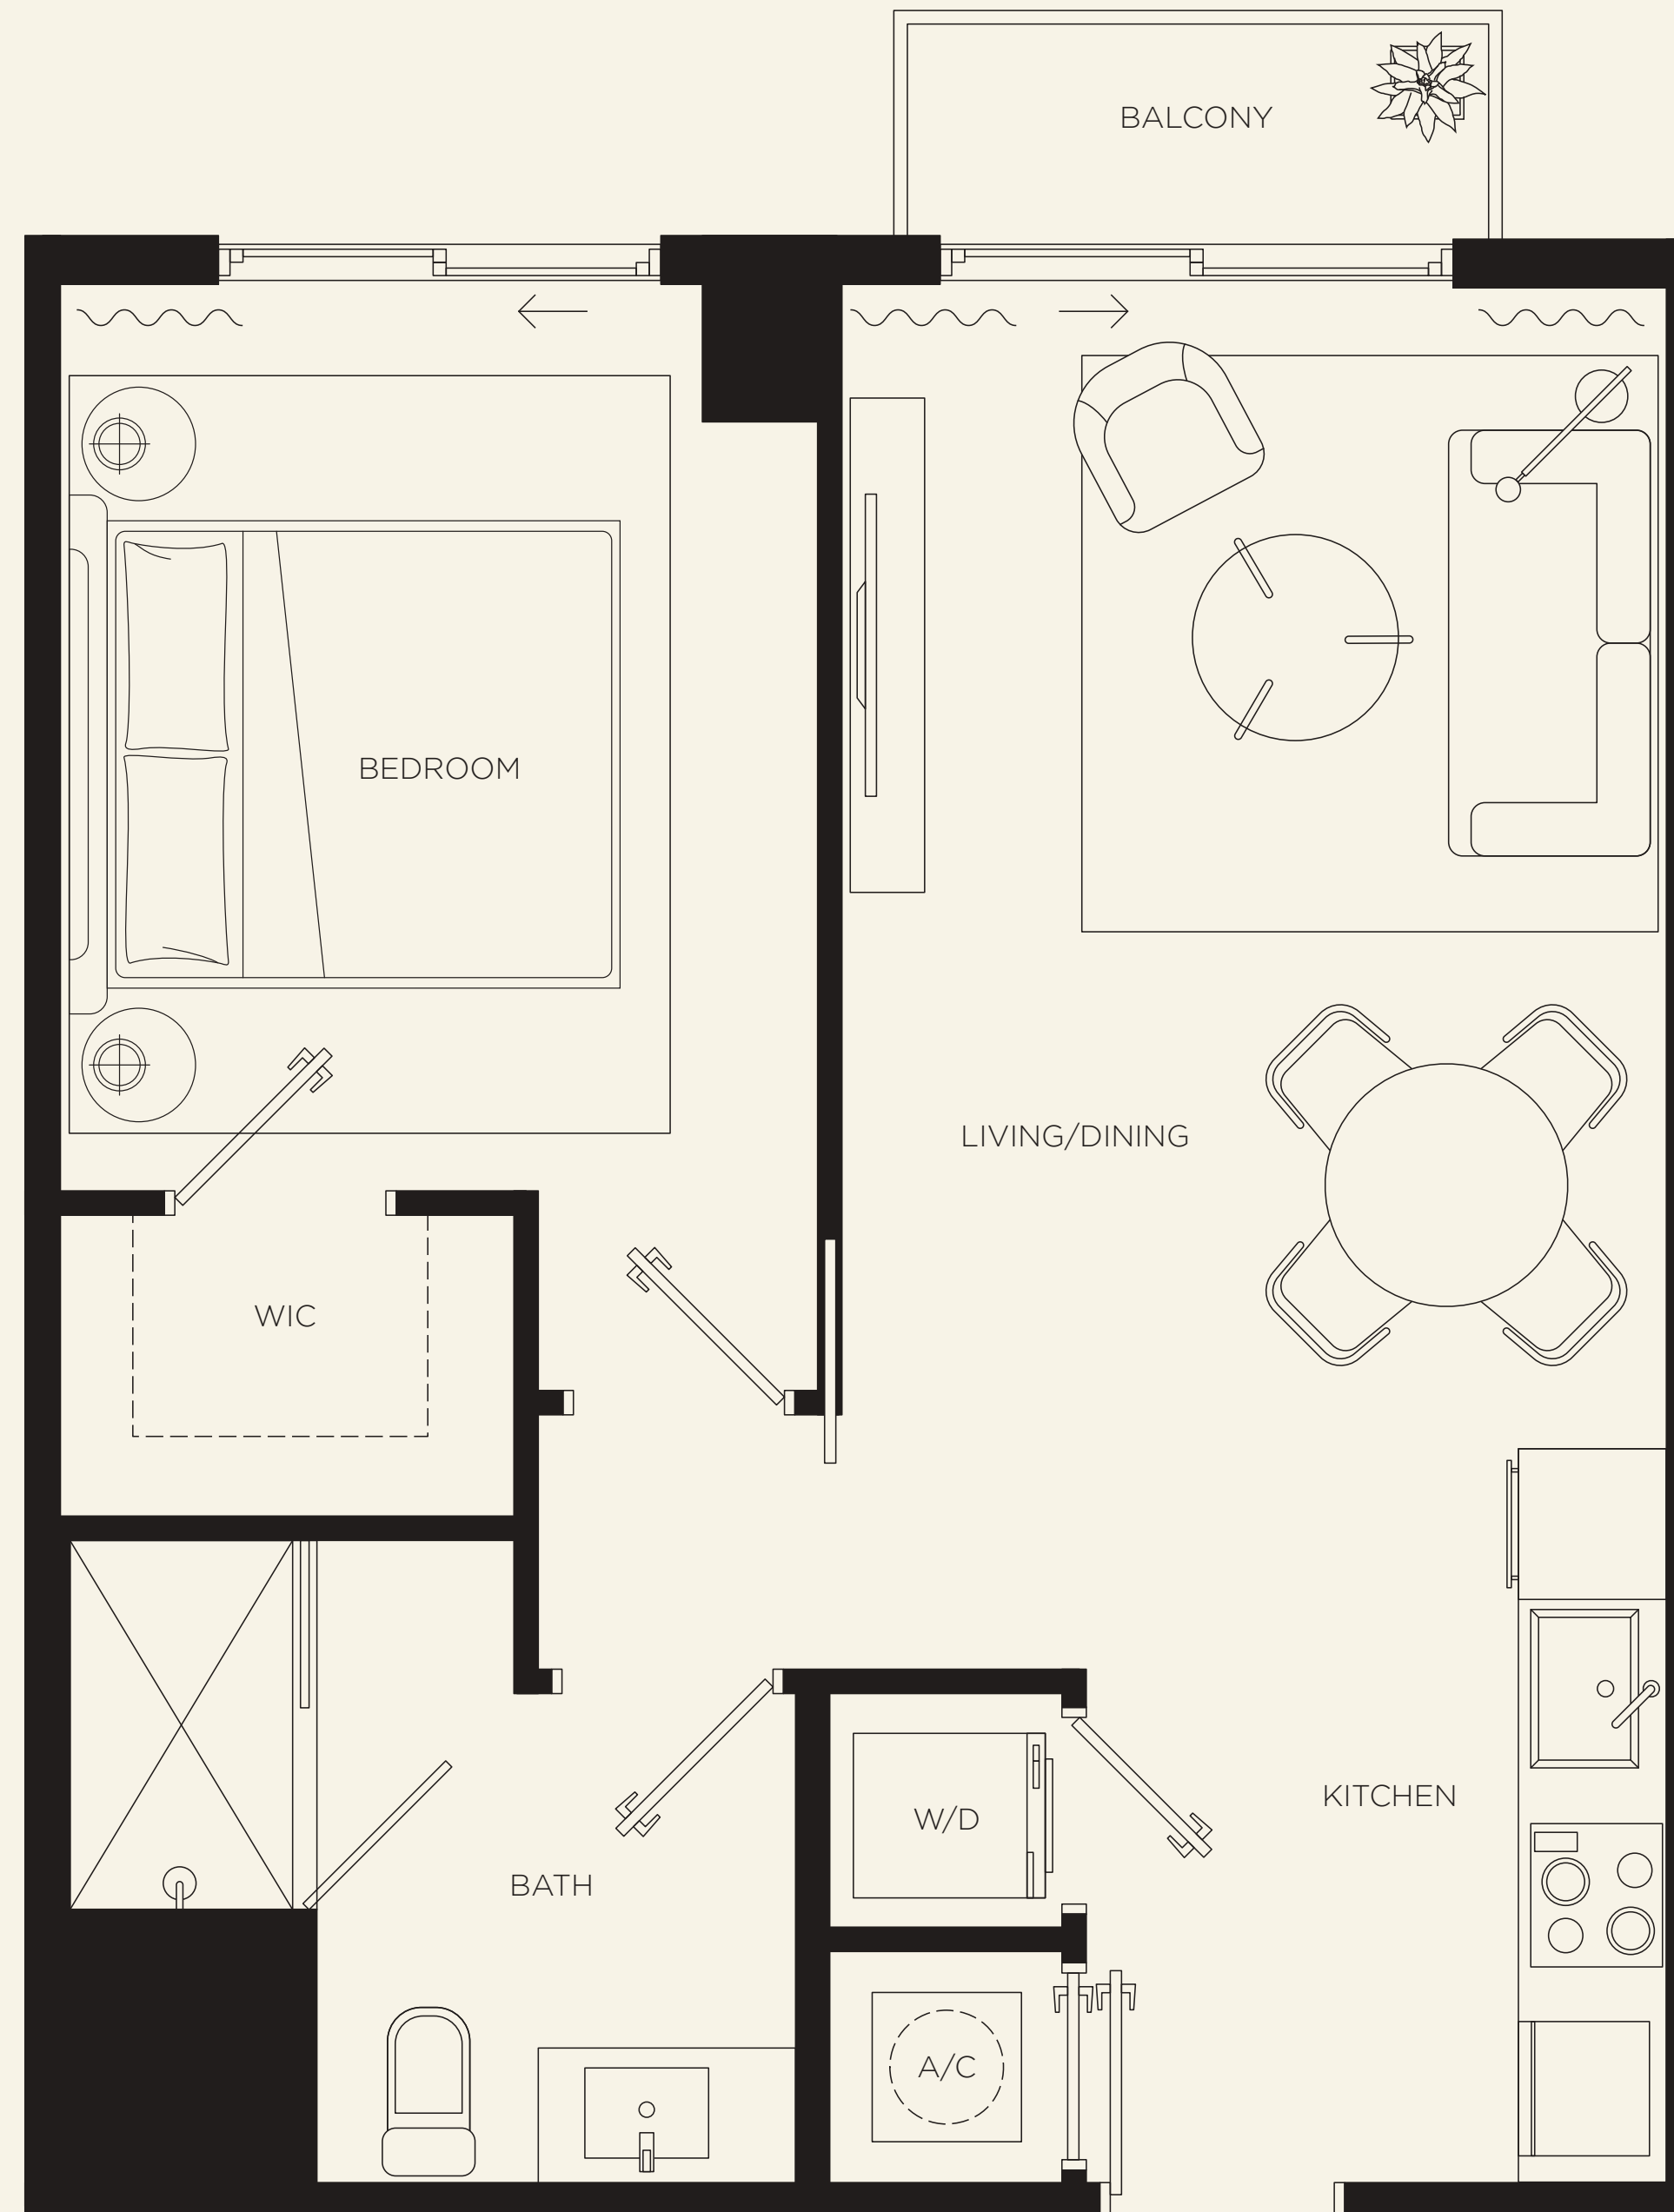 BALCONY
BEDROOM
LIVING/DINING
WIC
KITCHEN
W/D
BATH
A/C